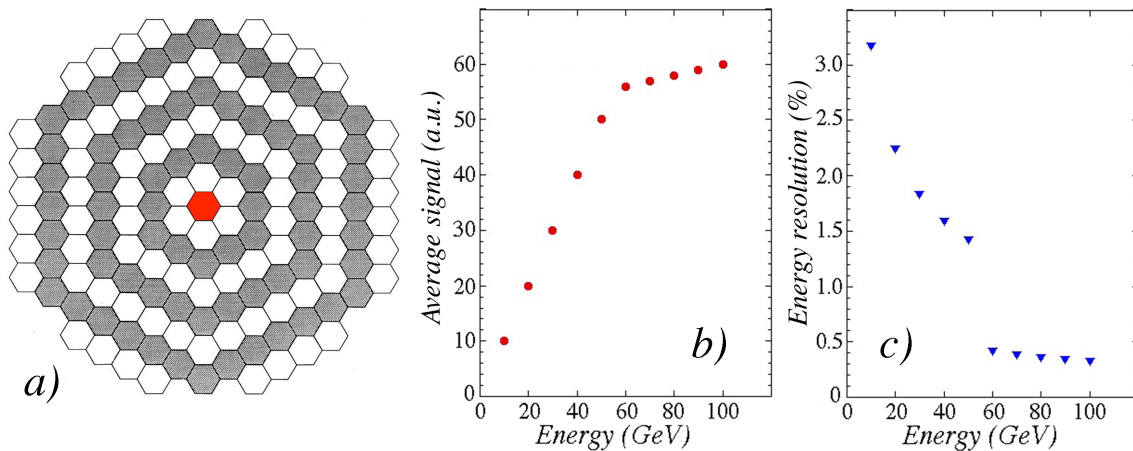 a)
Average signal (a.u.)
60
50
40
30
20
10
0
0 20 40 60 80 100
Energy (GeV)
b)
Energy resolution (%)
3.0
2.5
2.0
1.5
1.0
0.5
0
0 20 40 60 80 100
Energy (GeV)
c)